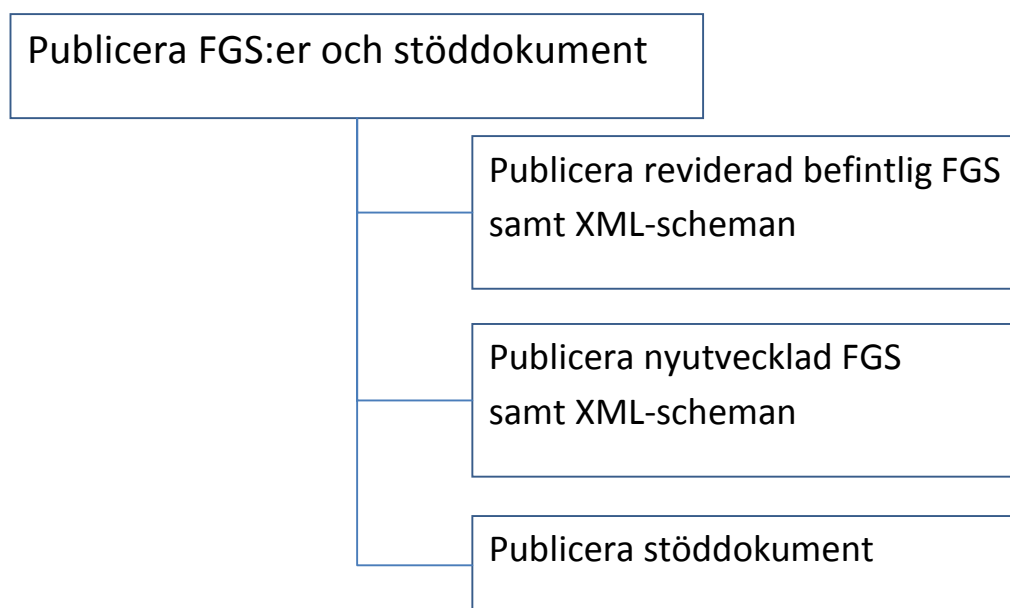 Publicera FGS:er och stöddokument
Publicera reviderad befintlig FGS
samt XML-scheman
Publicera nyutvecklad FGS
samt XML-scheman
Publicera stöddokument